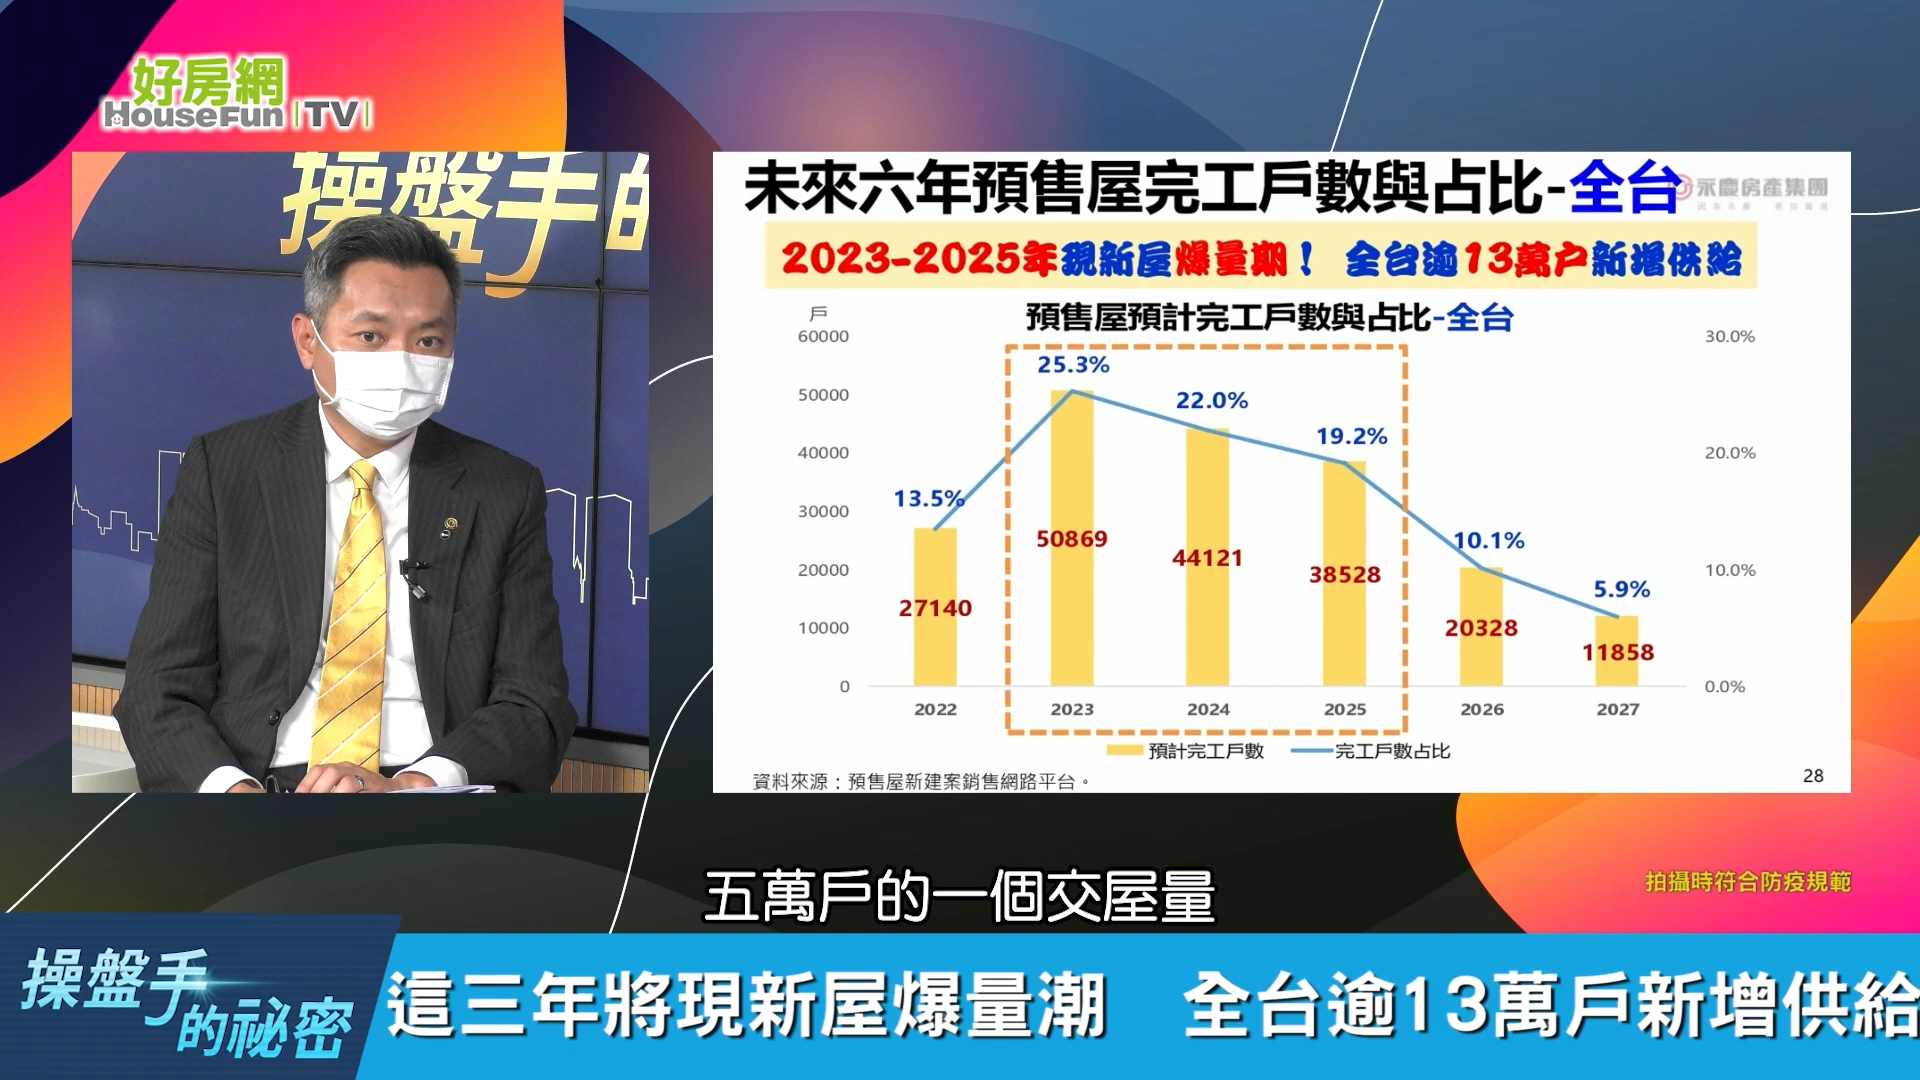 好房網
HouseFun TV
操盤手的
未來六年預售屋完工戶數與占比-全台
永慶房產集團
2023-2025年現新屋爆量期! 全台逾13萬戶新增供給
預售屋預計完工戶數與占比-全台
戶
60000
50000
40000
30000
20000
10000
0
30.0%
20.0%
10.0%
0.0%
13.5%
25.3%
22.0%
19.2%
10.1%
5.9%
27140
50869
44121
38528
20328
11858
2022 2023 2024 2025 2026 2027
預計完工戶數 完工戶數占比
資料來源：預售屋新建案銷售網路平台。
28
五萬戶的一個交屋量
拍攝時符合防疫規範
操盤手的祕密
這三年將現新屋爆量潮 全台逾13萬戶新增供給